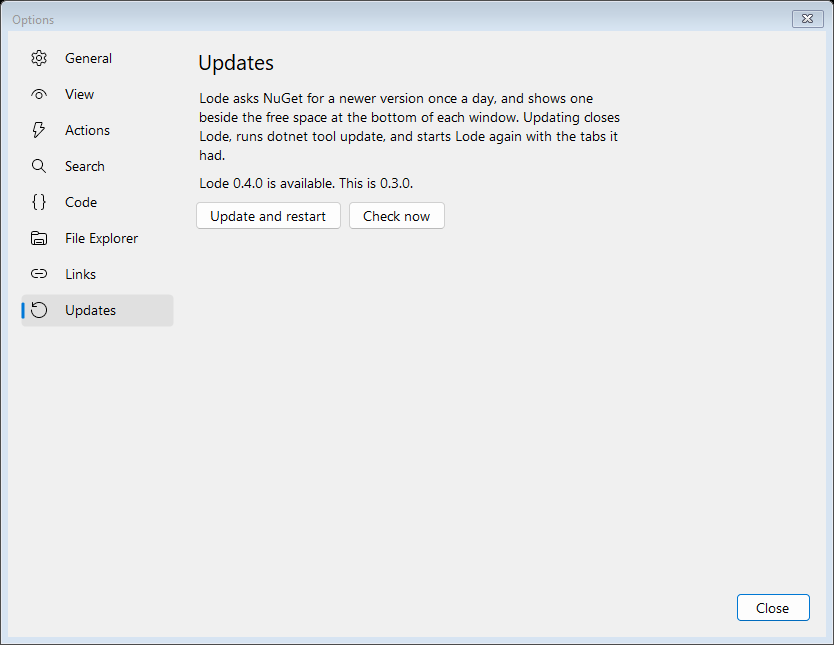 Options
General
View
Actions
Search
Code
File Explorer
Links
Updates
Updates
Lode asks NuGet for a newer version once a day, and shows one
beside the free space at the bottom of each window. Updating closes
Lode, runs dotnet tool update, and starts Lode again with the tabs it
had.
Lode 0.4.0 is available. This is 0.3.0.
Update and restart
Check now
Close